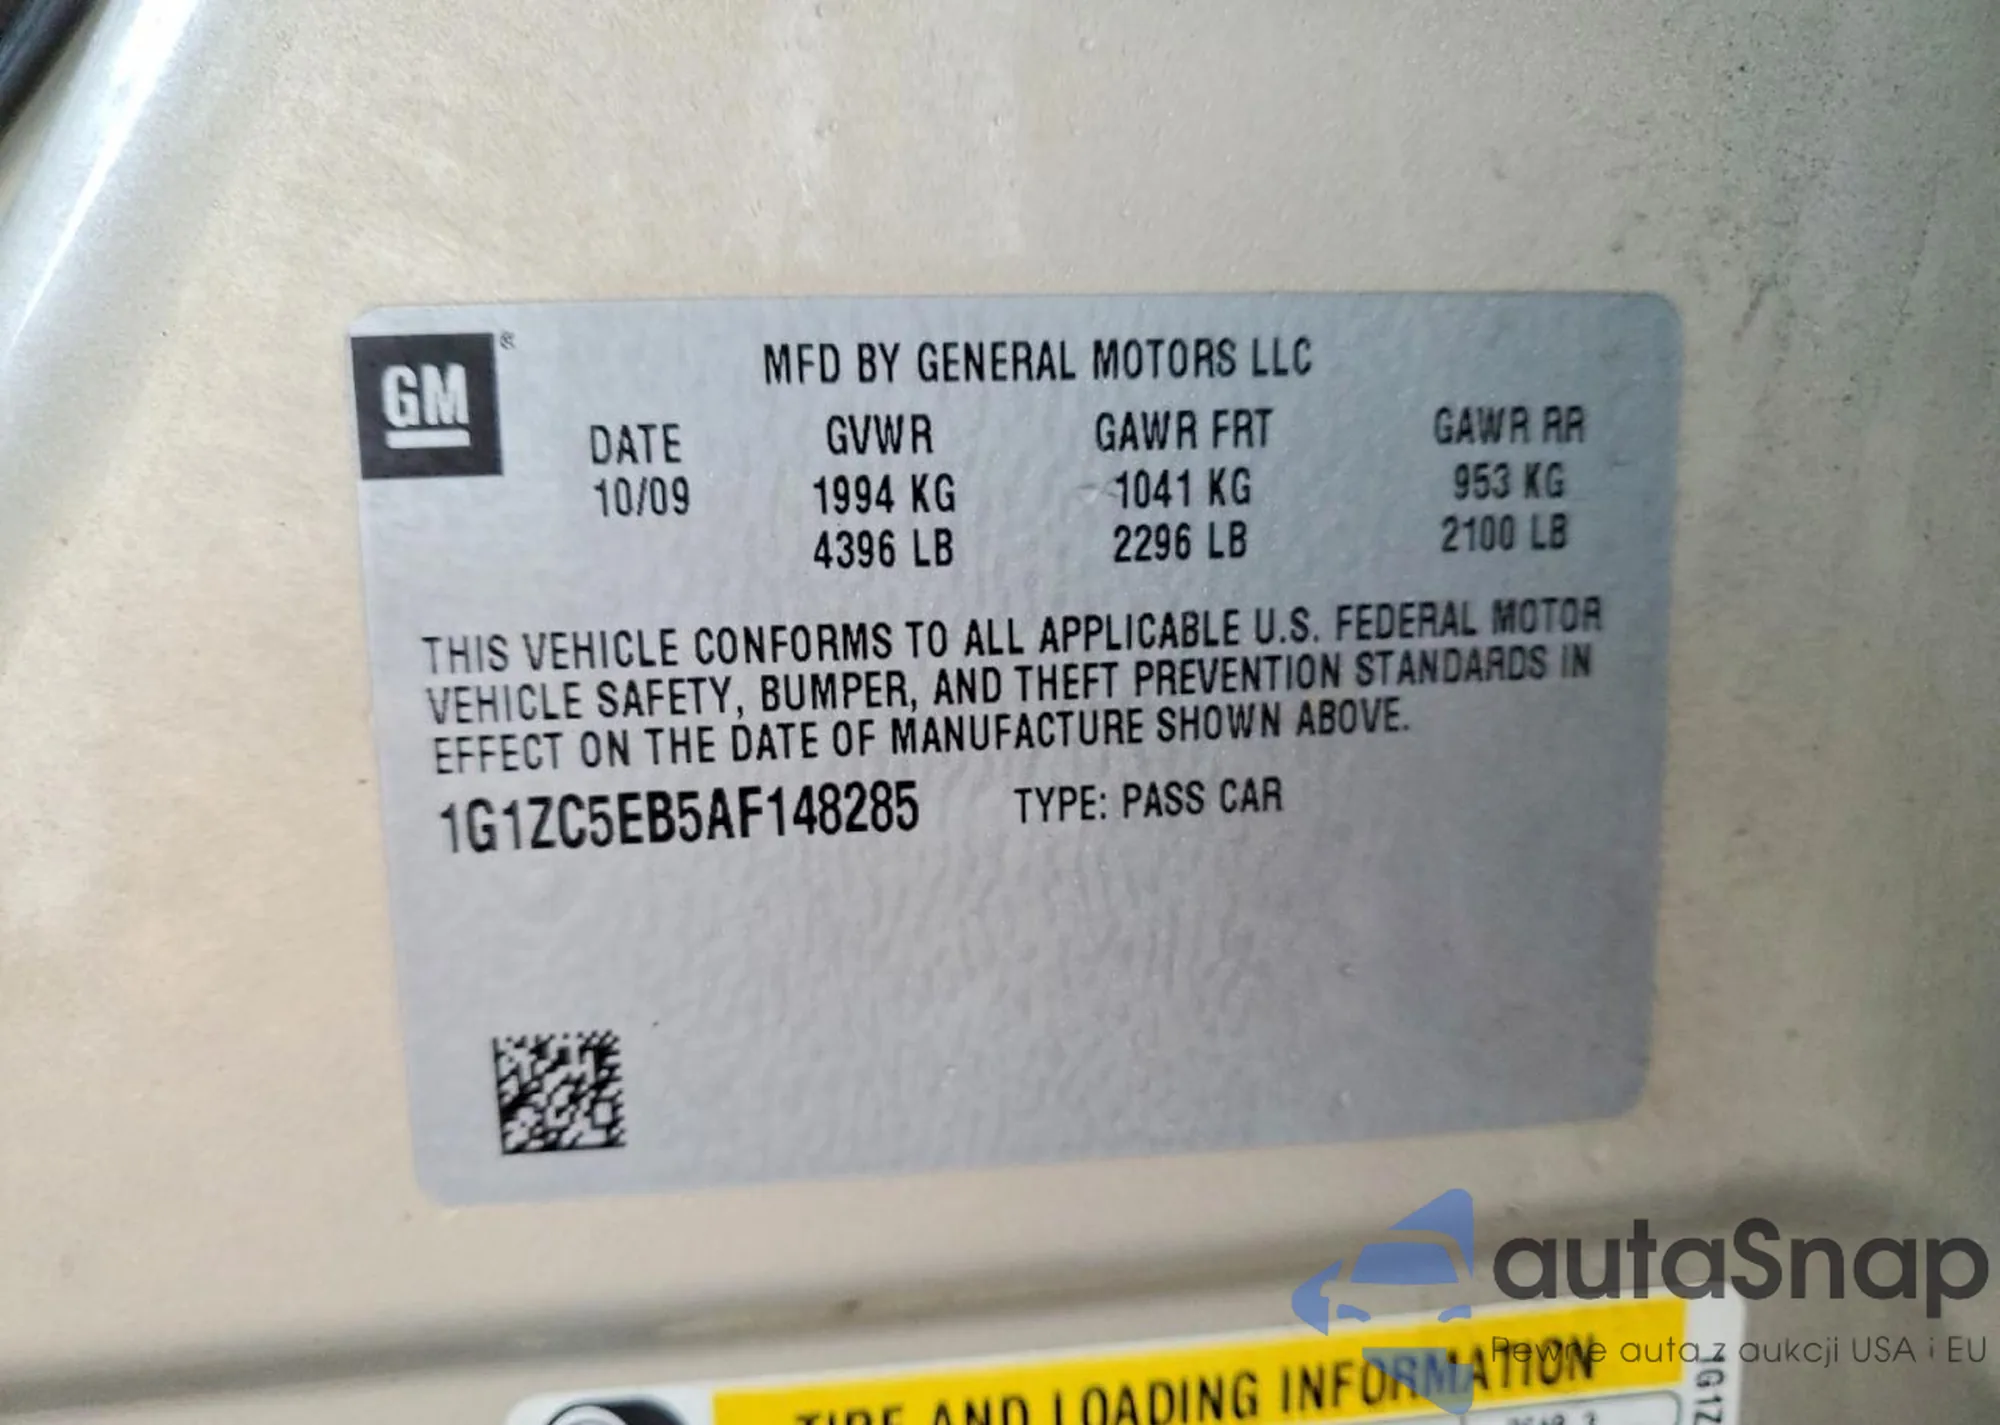 GM ®
MFD BY GENERAL MOTORS LLC
DATE GVWR GAWR FRT GAWR RR
10/09 1994 KG 1041 KG 953 KG
4396 LB 2296 LB 2100 LB
THIS VEHICLE CONFORMS TO ALL APPLICABLE U.S. FEDERAL MOTOR
VEHICLE SAFETY, BUMPER, AND THEFT PREVENTION STANDARDS IN
EFFECT ON THE DATE OF MANUFACTURE SHOWN ABOVE.
1G1ZC5EB5AF148285 TYPE: PASS CAR
autaSnap
Pewne auta z aukcji USA i EU
TIRE AND LOADING INFORMATION
1G1Z